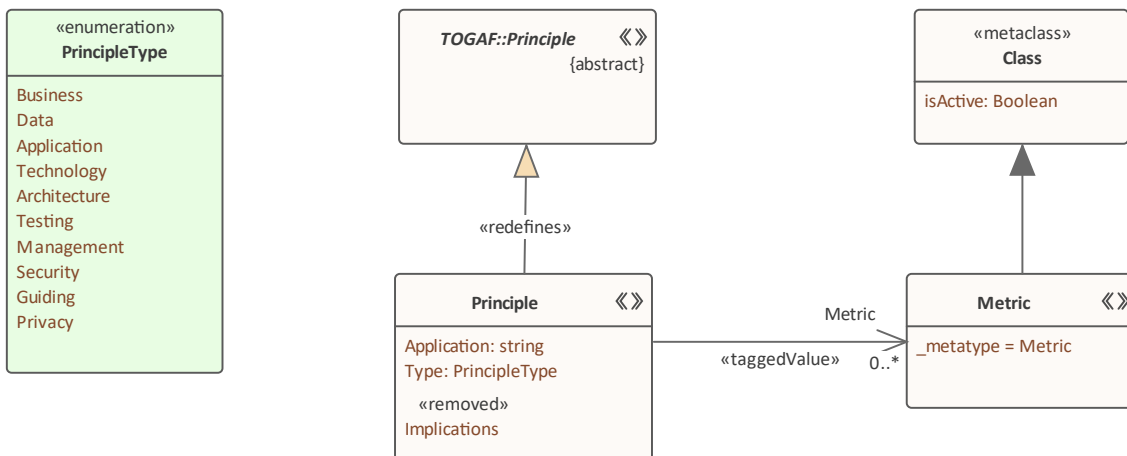 «enumeration»
PrincipleType
Business
Data
Application
Technology
Architecture
Testing
Management
Security
Guiding
Privacy
TOGAF::Principle
{abstract}
«metaclass»
Class
isActive: Boolean
«redefines»
Principle
Application: string
Type: PrincipleType
«removed»
Implications
Metric
«taggedValue»
0..*
Metric
_metatype = Metric